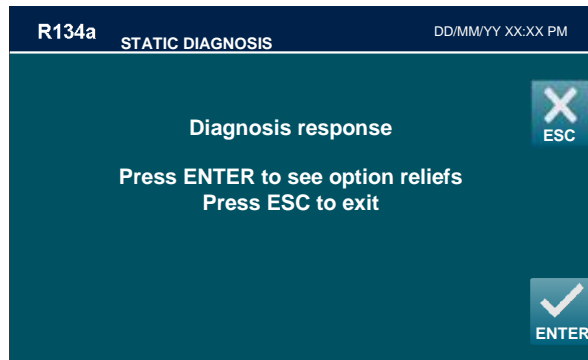 R134a
STATIC DIAGNOSIS
DD/MM/YY XX:XX PM
Diagnosis response
ESC
Press ENTER to see option reliefs
Press ESC to exit
ENTER